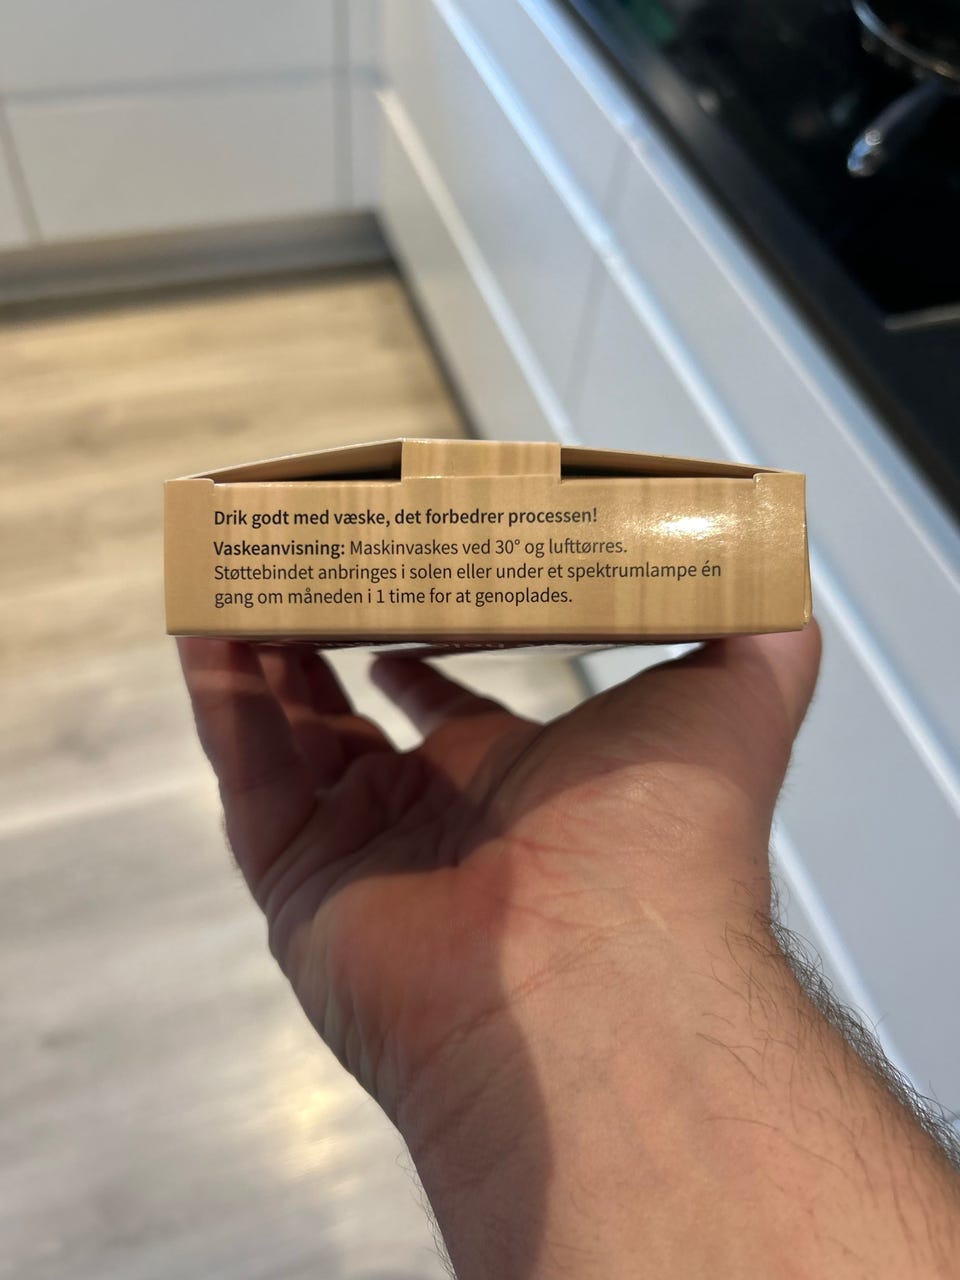 Drik godt med væske, det forbedrer processen!
Vaskeanvisning: Maskinvaskes ved 30° og lufttørres.
Støttebindet anbringes i solen eller under et spektrumlampe én
gang om måneden i 1 time for at genoplades.